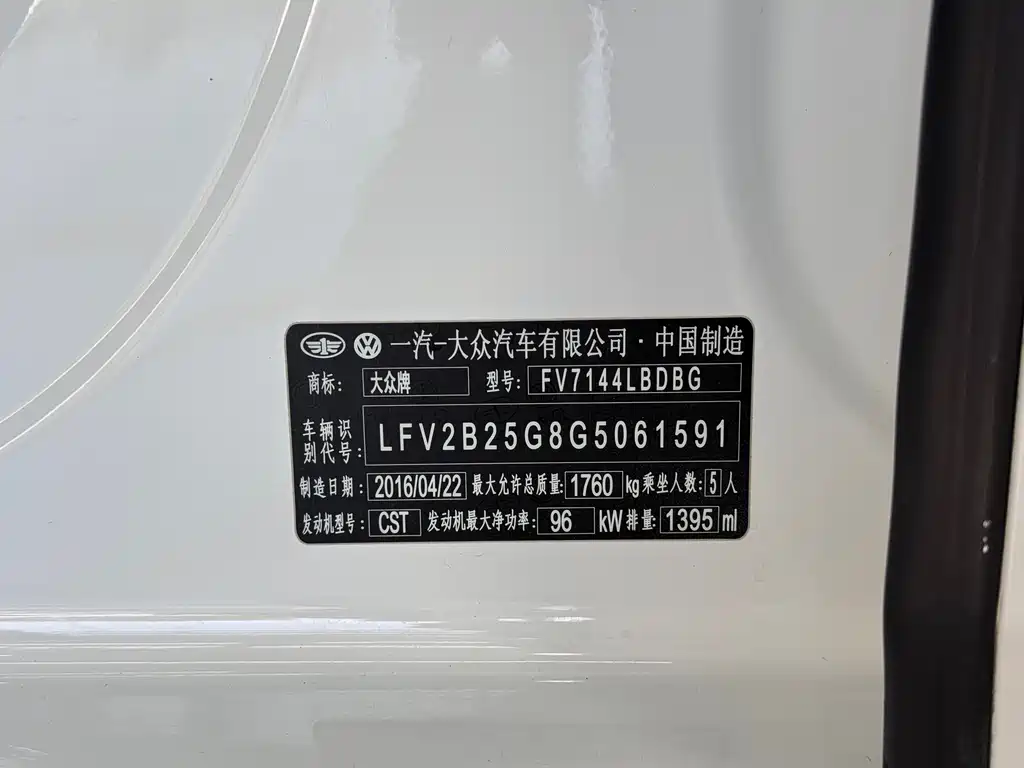 一汽-大众汽车有限公司·中国制造
商标: 大众牌 型号: FV7144LBDBG
车辆识别代号: LFV2B25G8G5061591
制造日期: 2016/04/22 最大允许总质量: 1760 kg 乘坐人数: 5 人
发动机型号: CST 发动机最大净功率: 96 kW 排量: 1395 ml